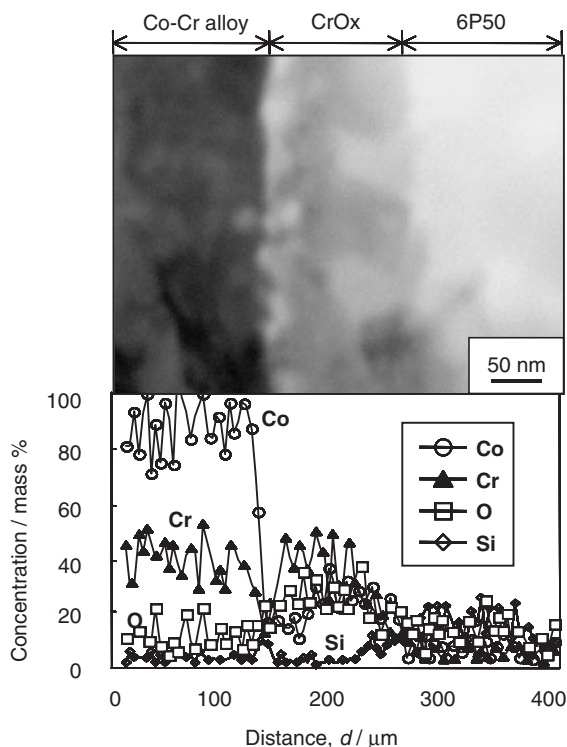 Co-Cr alloy CrOx 6P50
50 nm
100
80
60
40
20
0
Concentration / mass %
Co
Cr
O
Si
Co
Cr
O
Si
0 100 200 300 400
Distance, d / μm